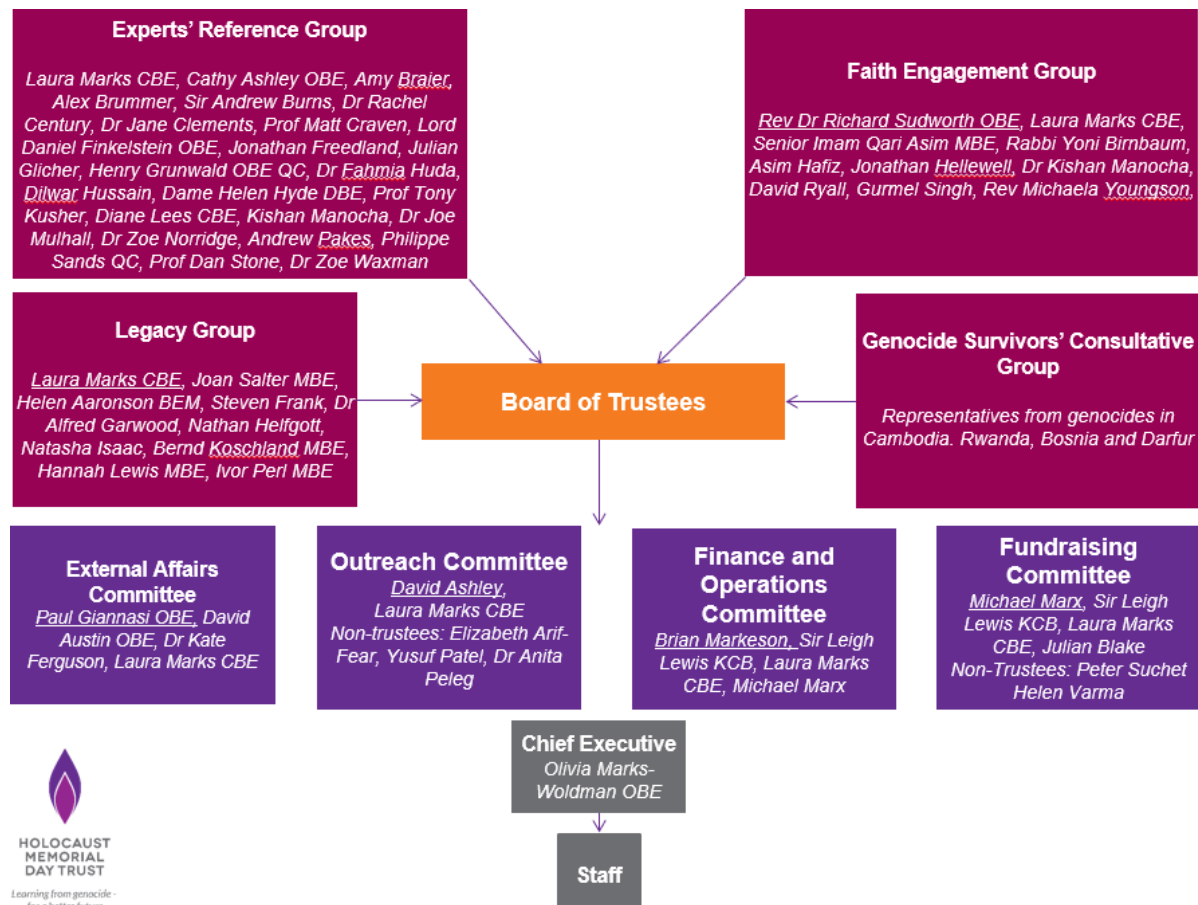 Experts' Reference Group
Laura Marks CBE, Cathy Ashley OBE, Amy Braier,
Alex Brummer, Sir Andrew Burns, Dr Rachel
Century, Dr Jane Clements, Prof Matt Craven, Lord
Daniel Finkelstein OBE, Jonathan Freedland, Julian
Glicher, Henry Grunwald OBE QC, Dr Fahmia Huda,
Dilwar Hussain, Dame Helen Hyde DBE, Prof Tony
Kusher, Diane Lees CBE, Kishan Manocha, Dr Joe
Mulhall, Dr Zoe Norridge, Andrew Pakes, Philippe
Sands QC, Prof Dan Stone, Dr Zoe Waxman
Faith Engagement Group
Rev Dr Richard Sudworth OBE, Laura Marks CBE,
Senior Imam Qari Asim MBE, Rabbi Yoni Birnbaum,
Asim Hafiz, Jonathan Hellewell, Dr Kishan Manocha,
David Ryall, Gurmel Singh, Rev Michaela Youngson,
Legacy Group
Laura Marks CBE, Joan Salter MBE,
Helen Aaronson BEM, Steven Frank, Dr
Alfred Garwood, Nathan Helfgott,
Natasha Isaac, Bernd Koschland MBE,
Hannah Lewis MBE, Ivor Perl MBE
Board of Trustees
Genocide Survivors' Consultative
Group
Representatives from genocides in
Cambodia. Rwanda, Bosnia and Darfur
External Affairs
Committee
Paul Giannasi OBE, David
Austin OBE, Dr Kate
Ferguson, Laura Marks CBE
Outreach Committee
David Ashley,
Laura Marks CBE
Non-trustees: Elizabeth Arif-
Fear, Yusuf Patel, Dr Anita
Peleg
Finance and
Operations
Committee
Brian Markeson, Sir Leigh
Lewis KCB, Laura Marks
CBE, Michael Marx
Fundraising
Committee
Michael Marx, Sir Leigh
Lewis KCB, Laura Marks
CBE, Julian Blake
Non-Trustees: Peter Suchet
Helen Varma
Chief Executive
Olivia Marks-
Woldman OBE
Staff
HOLOCAUST
MEMORIAL
DAY TRUST
Learning from genocide -